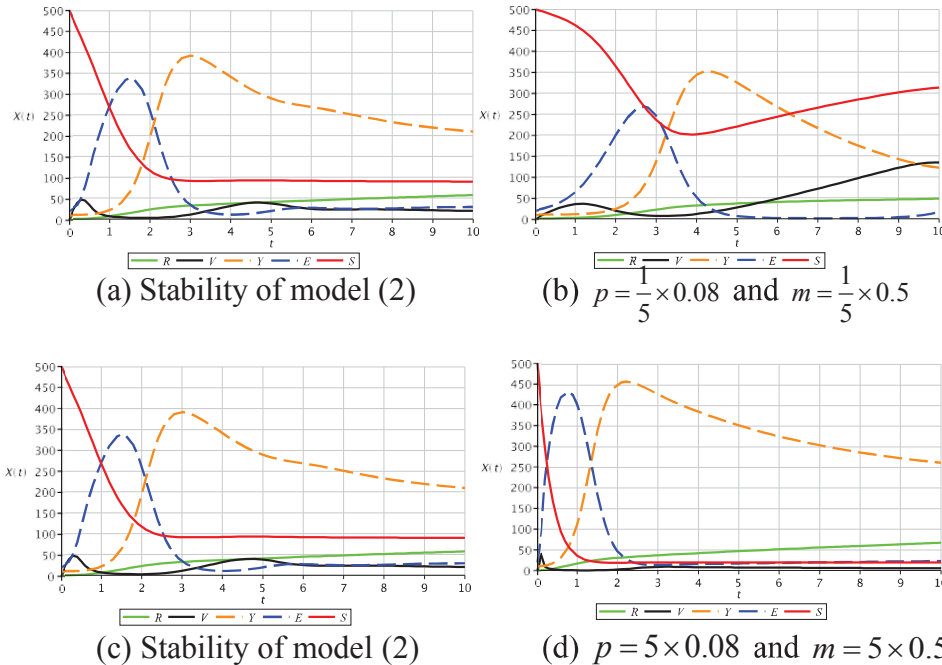 500
450
400
350
300
X(t)
250
200
150
100
50
0
0 1 2 3 4 5 6 7 8 9 10
t
R V Y E S
(a) Stability of model (2)
500
450
400
350
300
X(t)
250
200
150
100
50
0
0 1 2 3 4 5 6 7 8 9 10
t
R V Y E S
(b) p = 1/5 × 0.08 and m = 1/5 × 0.5
500
450
400
350
300
X(t)
250
200
150
100
50
0
0 1 2 3 4 5 6 7 8 9 10
t
R V Y E S
(c) Stability of model (2)
500
450
400
350
300
X(t)
250
200
150
100
50
0
0 1 2 3 4 5 6 7 8 9 10
t
R V Y E S
(d) p = 5 × 0.08 and m = 5 × 0.5